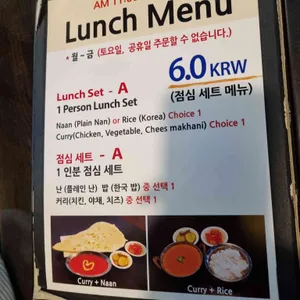 AM 11
Lunch Menu
*월-금 (토요일, 공휴일 주문할 수 없습니다.)
6.0 KRW
(점심 세트 메뉴)
Lunch Set - A
1 Person Lunch Set
Naan (Plain Nan) or Rice (Korea) Choice 1
Curry(Chicken, Vegetable, Chees makhani) Choice 1
점심 세트 - A
1 인분 점심 세트
난 (플레인 난) 밥 (한국 밥) 중 선택 1
커리(치킨, 야채, 치즈) 중 선택 1
Curry + Naan
Curry + Rice